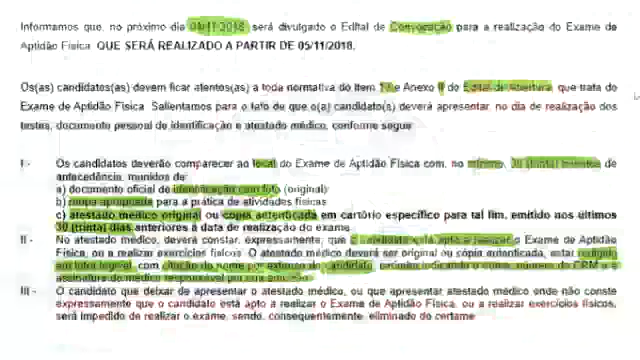 Informamos que, no próximo dia 01/11/2018, será divulgado o Edital de Convocação para a realização do Exame de
Aptidão Física QUE SERÁ REALIZADO A PARTIR DE 05/11/2018.
Os(as) candidatos(as) devem ficar atentos(as) a toda normativa do Item e Anexo do Edital de Abertura, que trata do
Exame de Aptidão Física. Salientamos para o fato de que o(a) candidato(a) deverá apresentar, no dia de realização dos
testes, documento pessoal de identificação e atestado médico, conforme segue
I - Os candidatos deverão comparecer ao local do Exame de Aptidão Física com, no mínimo, 30 (trinta) minutos de
antecedência, munidos de:
a) documento oficial de identificação com foto (original)
b) roupa apropriada para a prática de atividades físicas
c) atestado médico original ou cópia autenticada em cartório específico para tal fim, emitido nos últimos
30 (trinta) dias anteriores à data de realização do exame
II - No atestado médico, deverá constar, expressamente, que o candidato está apto a realizar o Exame de Aptidão
Física, ou a realizar exercícios físicos. O atestado médico deverá ser original ou cópia autenticada, estar redigido
em letra legível, com citação do nome por extenso do candidato, número CRM e
assinatura do médico responsável por sua emissão.
III - O candidato que deixar de apresentar o atestado médico, ou que apresentar atestado médico onde não conste
expressamente que o candidato está apto a realizar o Exame de Aptidão Física, ou a realizar exercícios físicos,
será impedido de realizar o exame, sendo, consequentemente, eliminado do certame